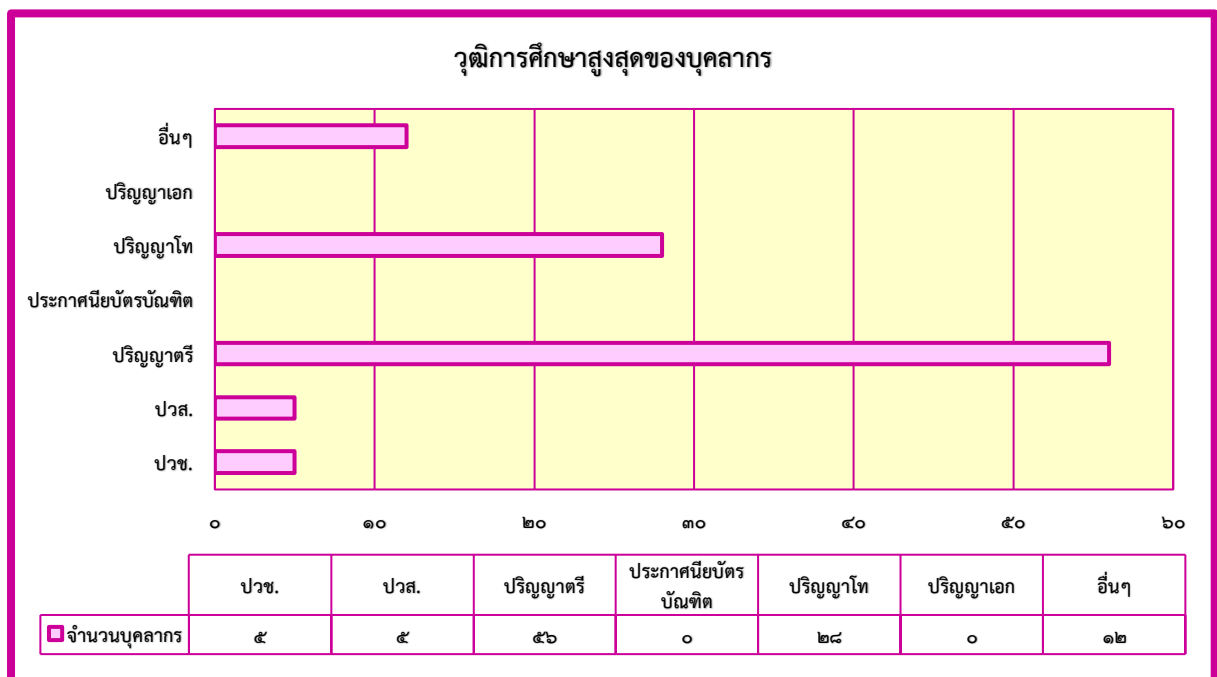 วุฒิการศึกษาสูงสุดของบุคลากร
อื่นๆ
ปริญญาเอก
ปริญญาโท
ประกาศนียบัตรบัณฑิต
ปริญญาตรี
ปวส.
ปวช.
๐ ๑๐ ๒๐ ๓๐ ๔๐ ๕๐ ๖๐
ปวช. ปวส. ปริญญาตรี ประกาศนียบัตร ปริญญาโท ปริญญาเอก อื่นๆ
บัณฑิต
จำนวนบุคลากร ๕ ๕ ๕๖ ๐ ๒๘ ๐ ๑๒